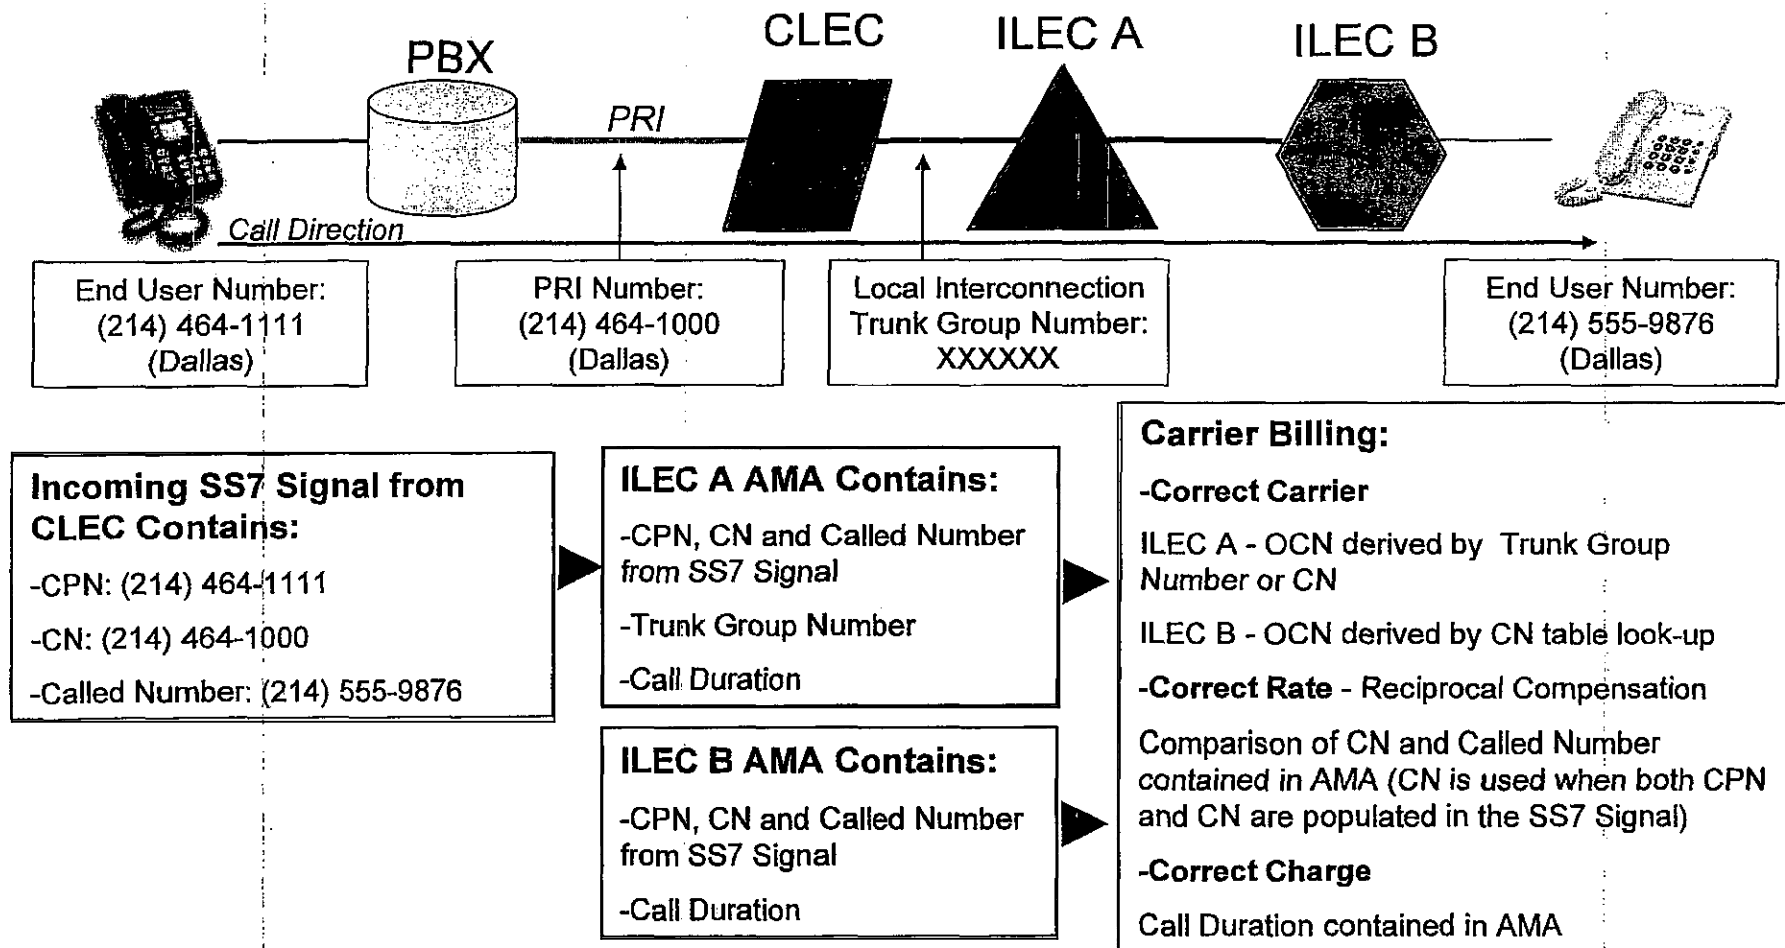 PBX
CLEC
ILEC A
ILEC B
PRI
Call Direction
End User Number:
(214) 464-1111
(Dallas)
PRI Number:
(214) 464-1000
(Dallas)
Local Interconnection
Trunk Group Number:
XXXXXX
End User Number:
(214) 555-9876
(Dallas)
Incoming SS7 Signal from
CLEC Contains:
-CPN: (214) 464-1111
-CN: (214) 464-1000
-Called Number: (214) 555-9876
ILEC A AMA Contains:
-CPN, CN and Called Number
from SS7 Signal
-Trunk Group Number
-Call Duration
ILEC B AMA Contains:
-CPN, CN and Called Number
from SS7 Signal
-Call Duration
Carrier Billing:
-Correct Carrier
ILEC A - OCN derived by Trunk Group
Number or CN
ILEC B - OCN derived by CN table look-up
-Correct Rate - Reciprocal Compensation
Comparison of CN and Called Number
contained in AMA (CN is used when both CPN
and CN are populated in the SS7 Signal)
-Correct Charge
Call Duration contained in AMA